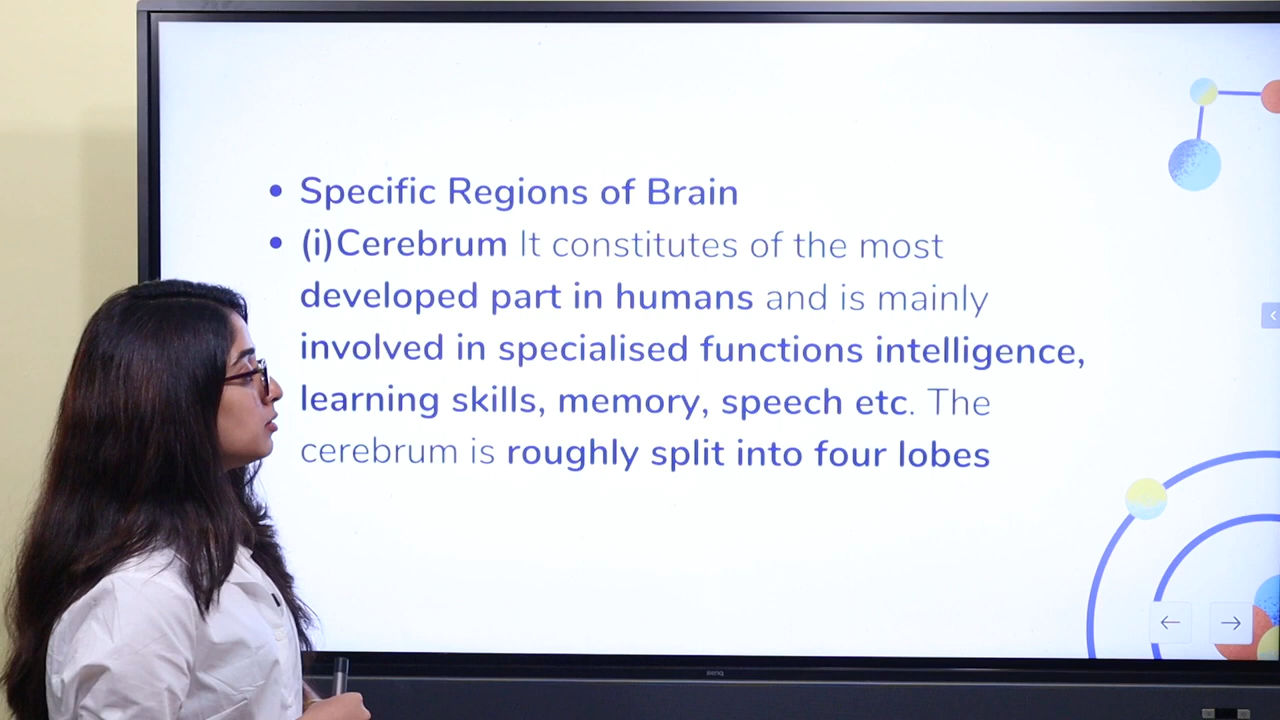 • Specific Regions of Brain
• (i)Cerebrum It constitutes of the most
developed part in humans and is mainly
involved in specialised functions intelligence,
learning skills, memory, speech etc. The
cerebrum is roughly split into four lobes
BenQ